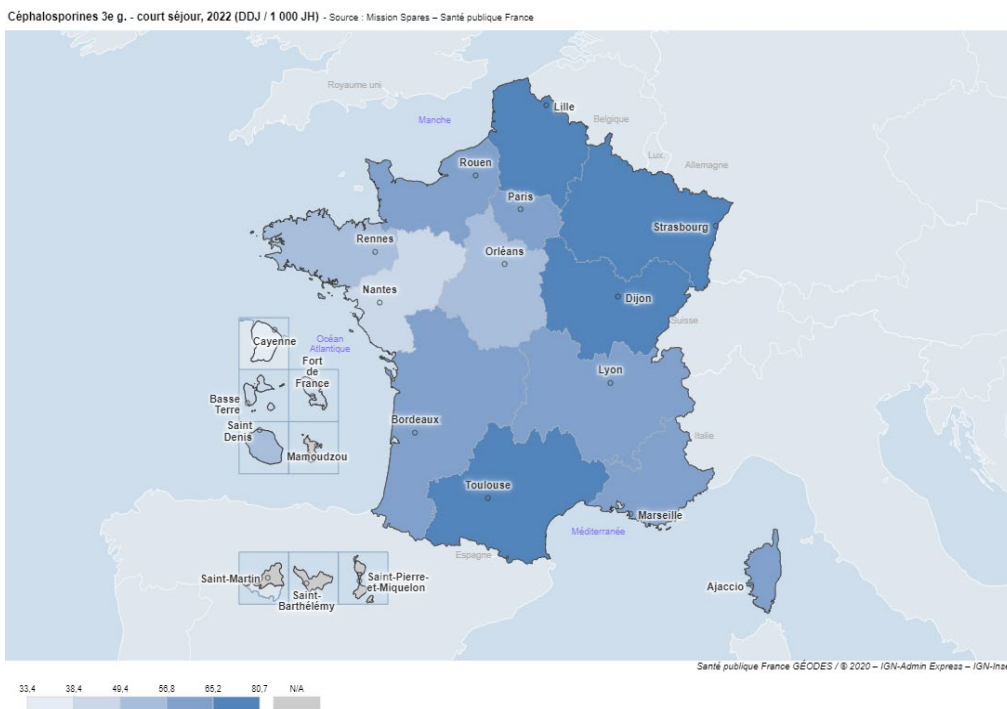 Céphalosporines 3e g. - court séjour, 2022 (DDJ / 1 000 JH) - Source : Mission Spares – Santé publique France
Royaume uni
Lille
Manche
Belgique
Lux.
Allemagne
Rouen
Paris
Strasbourg
Rennes
Orléans
Nantes
Dijon
Suisse
Cayenne
Océan
Atlantique
Fort
de
France
Lyon
Basse
Terre
Saint
Denis
Bordeaux
Italie
Mamoudzou
Toulouse
Marseille
Méditerranée
Espagne
Saint-Martin
Saint-
Barthélémy
Saint-Pierre-
et-Miquelon
Ajaccio
Santé publique France GÉODES / © 2020 – IGN-Admin Express – IGN-Inse
33,4 38,4 49,4 56,8 65,2 80,7 N/A